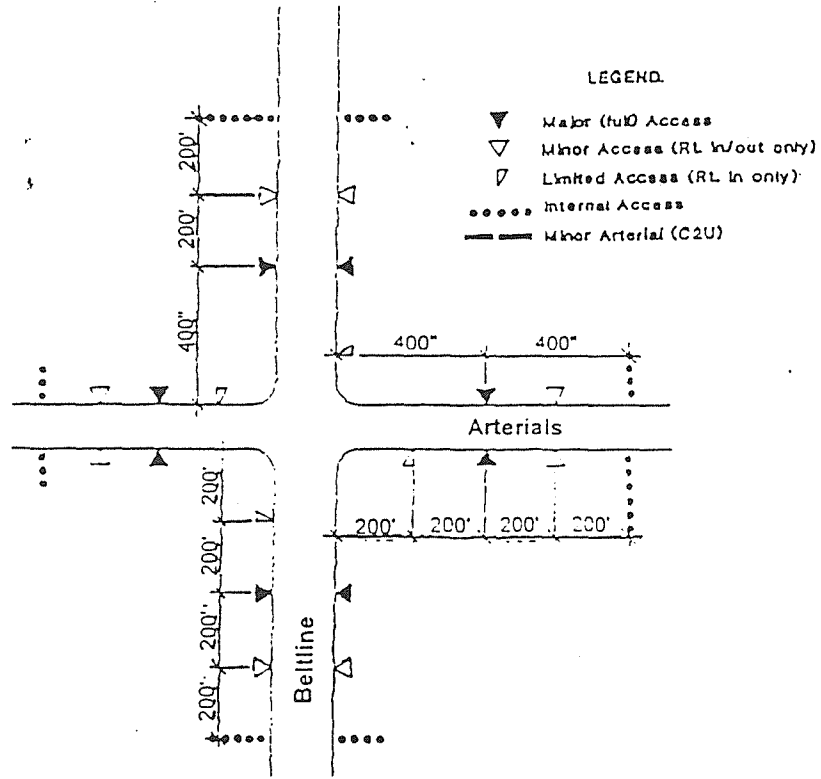 LEGEND.
Major (full) Access
Minor Access (RL in/out only)
Limited Access (RL in only)
Internal Access
Minor Arterial (C2U)
200'
200'
400"
400"
400"
Arterials
200'
200'
200'
200'
200'
200'
200'
200'
Beltline